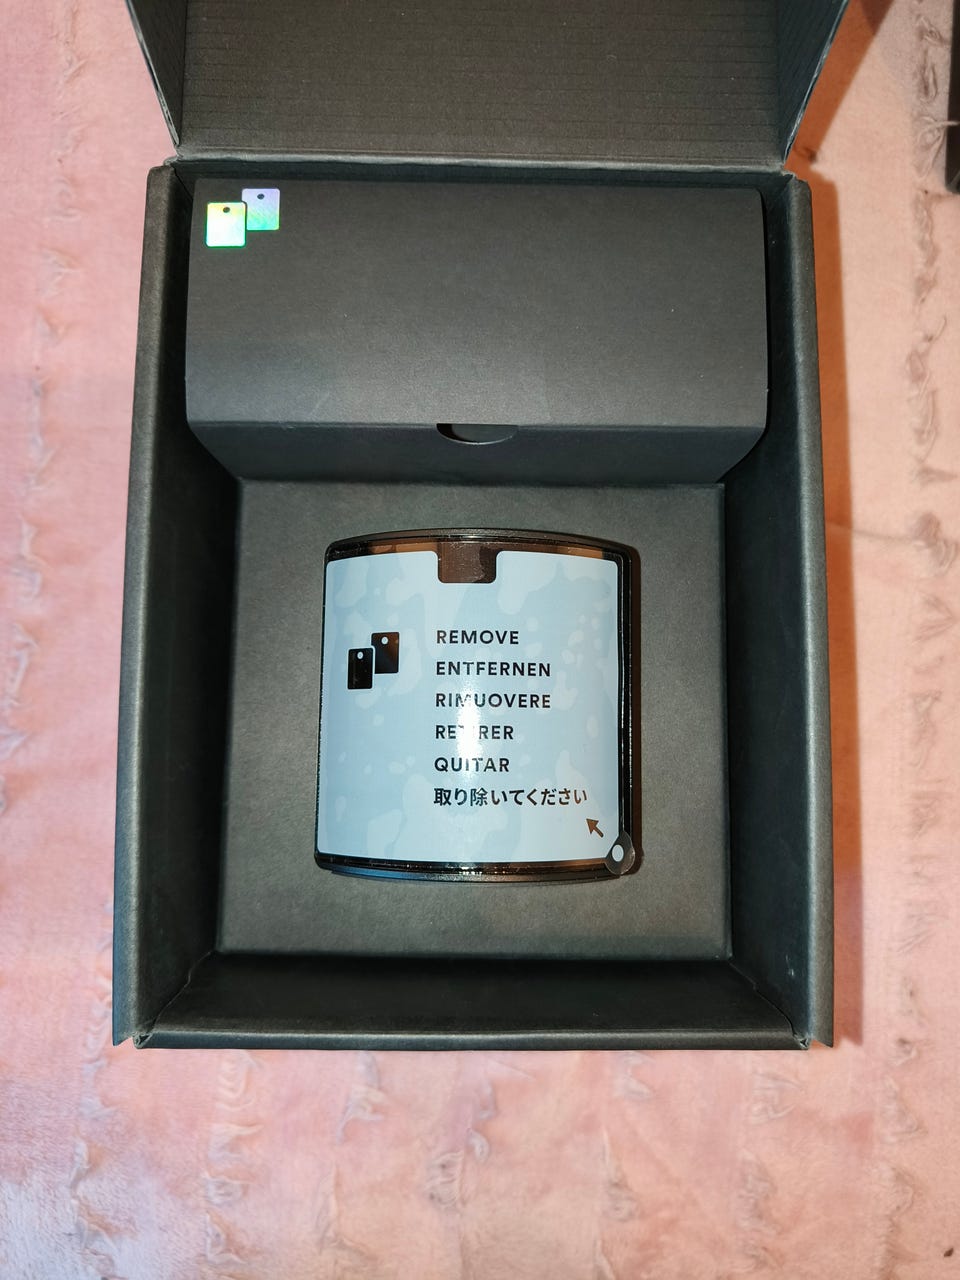 REMOVE
ENTFERNEN
RIMUOVERE
RETIRER
QUITAR
取り除いてください